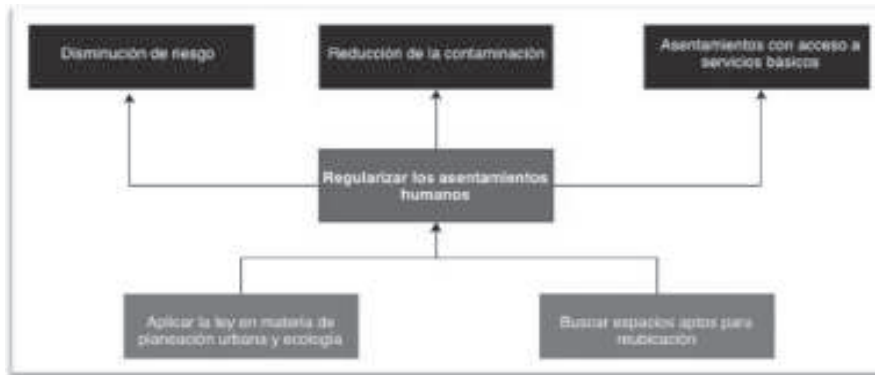 Disminución de riesgo
Reducción de la contaminación
Asentamientos con acceso a
servicios básicos
Regularizar los asentamientos
humanos
Aplicar la ley en materia de
planeación urbana y ecología
Buscar espacios aptos para
reubicación